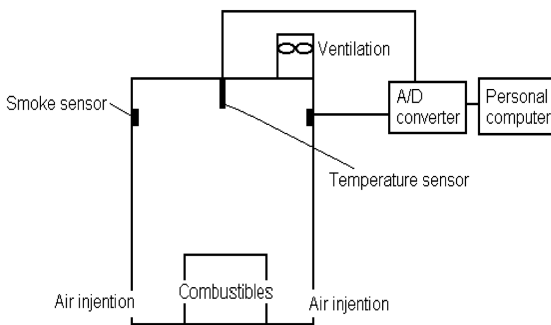 Ventilation
Smoke sensor
A/D
converter
Personal
computer
Temperature sensor
Combustibles
Air injention
Air injention